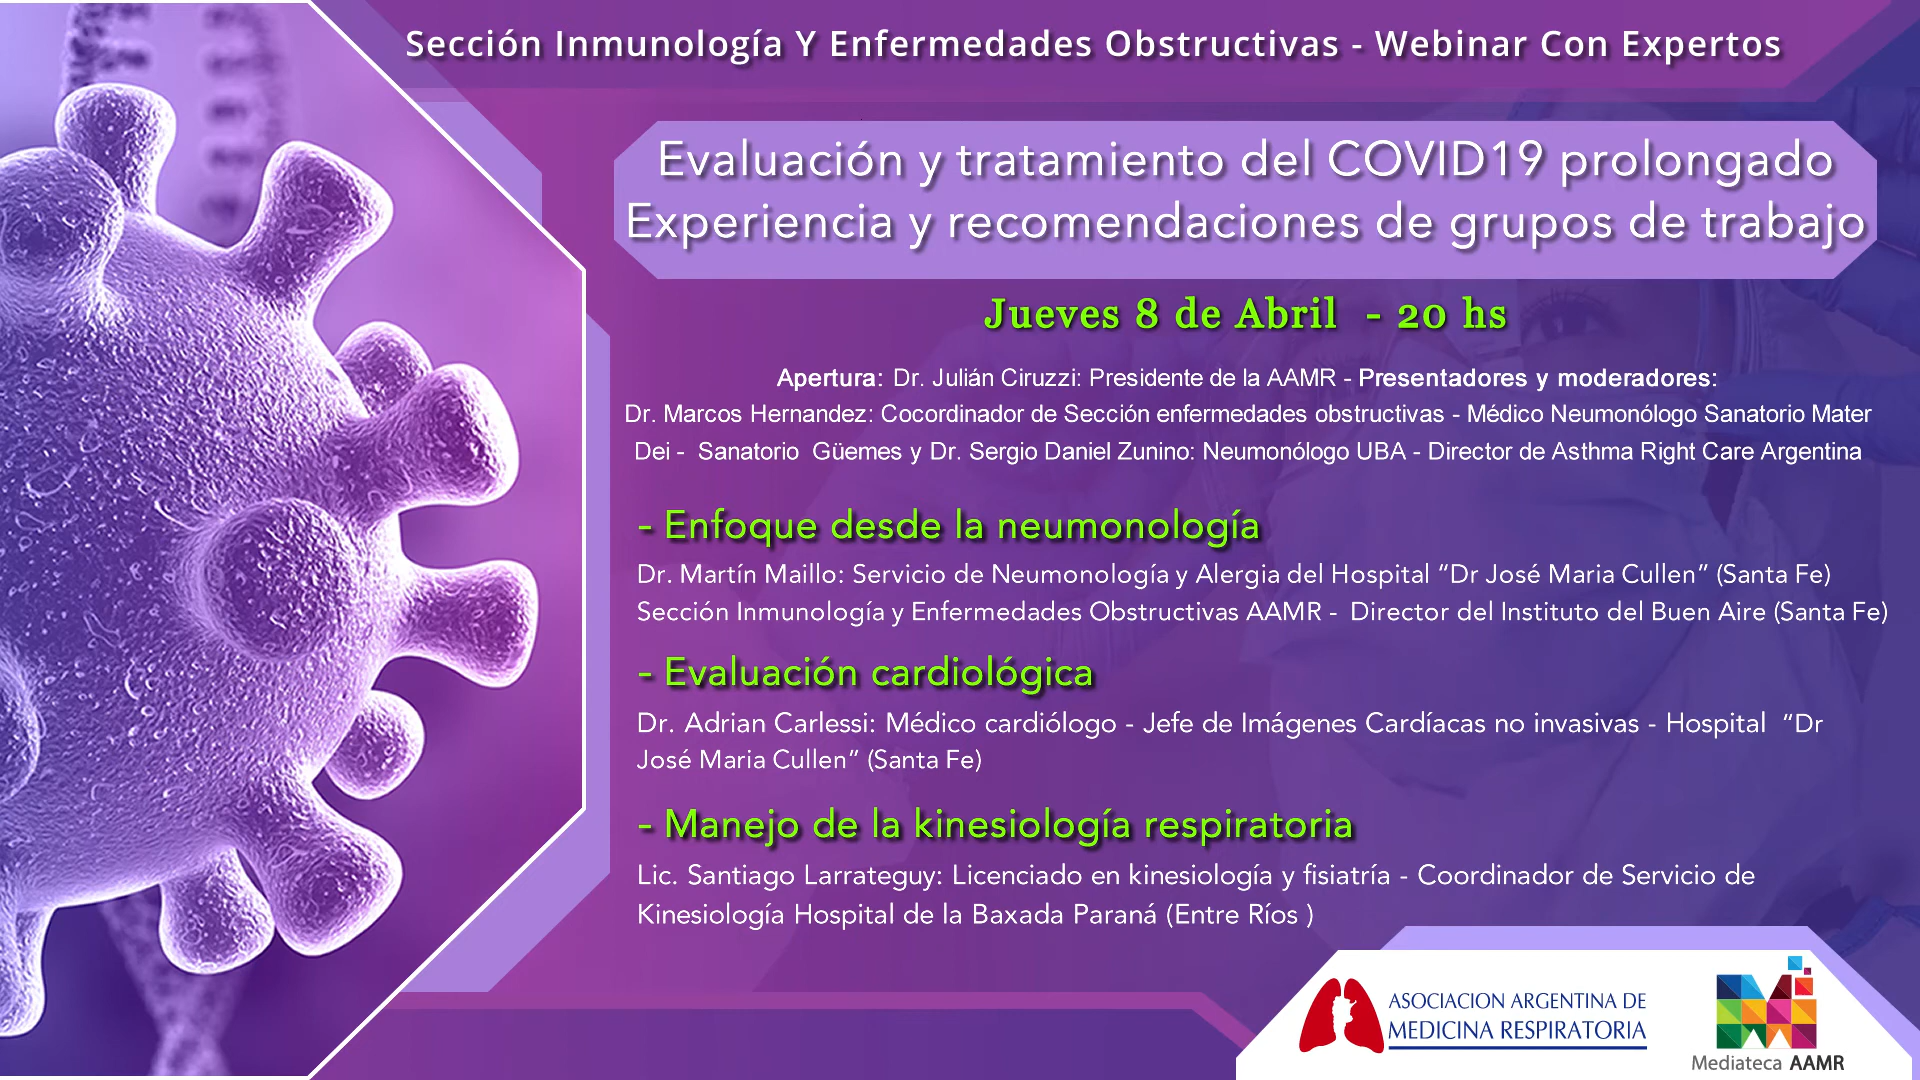 Sección Inmunología Y Enfermedades Obstructivas - Webinar Con Expertos
Evaluación y tratamiento del COVID19 prolongado
Experiencia y recomendaciones de grupos de trabajo
Jueves 8 de Abril - 20 hs
Apertura: Dr. Julián Ciruzzi: Presidente de la AAMR - Presentadores y moderadores:
Dr. Marcos Hernandez: Cocordinador de Sección enfermedades obstructivas - Médico Neumonólogo Sanatorio Mater
Dei - Sanatorio Güemes y Dr. Sergio Daniel Zunino: Neumonólogo UBA - Director de Asthma Right Care Argentina
- Enfoque desde la neumonología
Dr. Martín Maillo: Servicio de Neumonología y Alergia del Hospital “Dr José Maria Cullen” (Santa Fe)
Sección Inmunología y Enfermedades Obstructivas AAMR - Director del Instituto del Buen Aire (Santa Fe)
- Evaluación cardiológica
Dr. Adrian Carlessi: Médico cardiólogo - Jefe de Imágenes Cardíacas no invasivas - Hospital “Dr
José Maria Cullen” (Santa Fe)
- Manejo de la kinesiología respiratoria
Lic. Santiago Larrateguy: Licenciado en kinesiología y fisiatría - Coordinador de Servicio de
Kinesiología Hospital de la Baxada Paraná (Entre Ríos )
ASOCIACION ARGENTINA DE
MEDICINA RESPIRATORIA
Mediateca AAMR